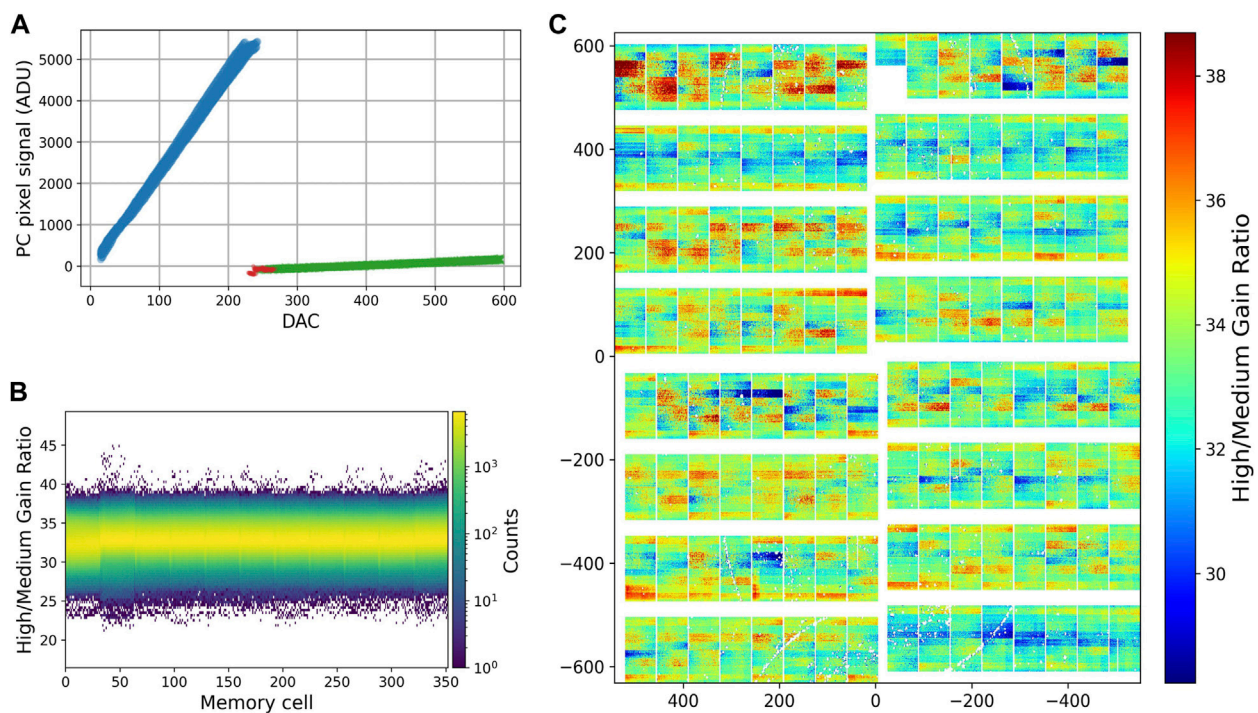 A
PC pixel signal (ADU)
5000
4000
3000
2000
1000
0
0 100 200 300 400 500 600
DAC
B
High/Medium Gain Ratio
45
40
35
30
25
20
0 50 100 150 200 250 300 350
Memory cell
10³
10²
10¹
10⁰
Counts
C
600
400
200
0
−200
−400
−600
400 200 0 −200 −400
38
36
34
32
30
High/Medium Gain Ratio